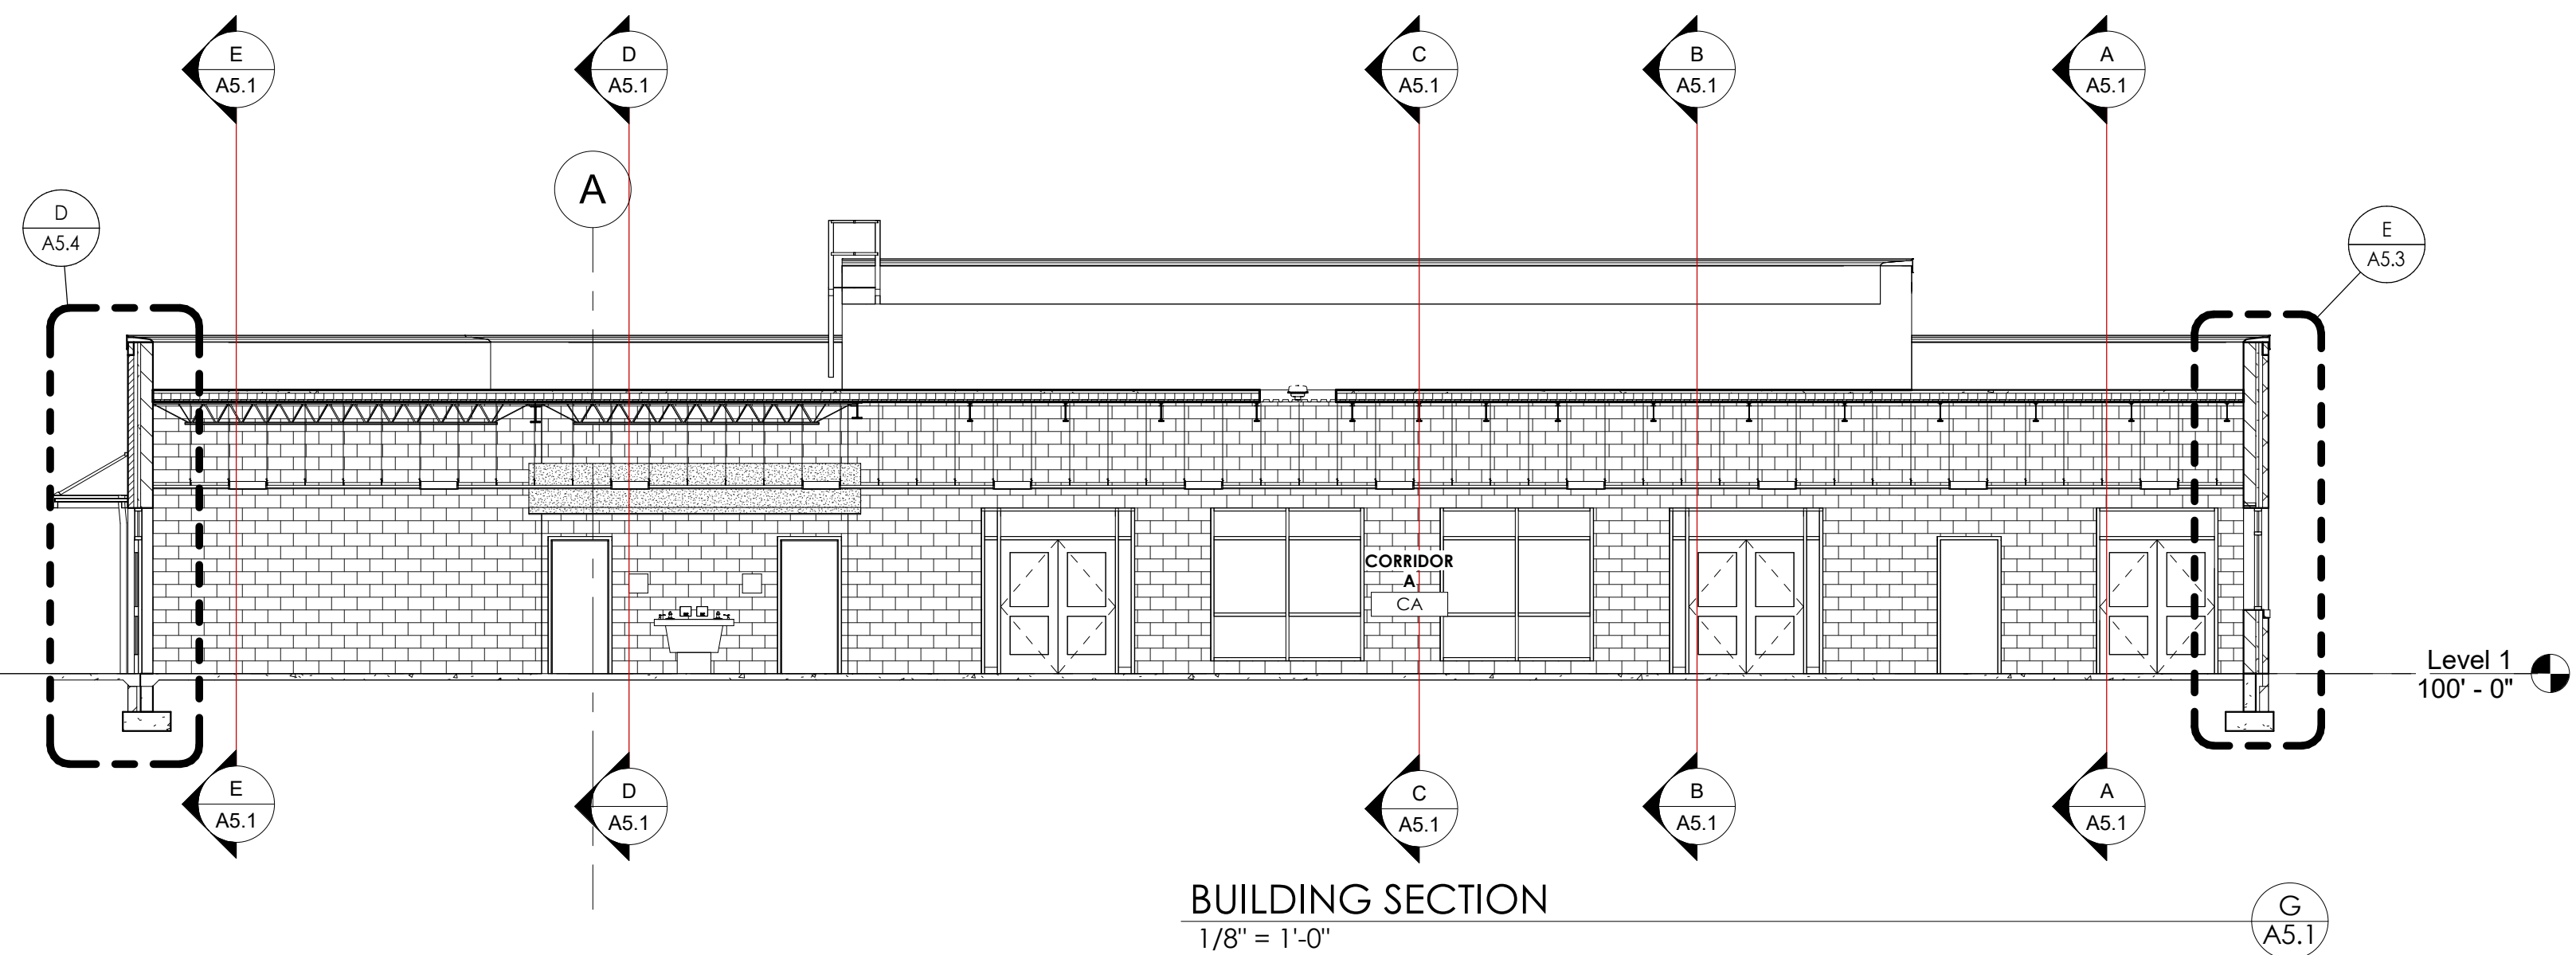 E
A5.1
D
A5.1
C
A5.1
B
A5.1
A
A5.1
A
D
A5.4
E
A5.3
CORRIDOR
A
CA
Level 1
100' - 0"
E
A5.1
D
A5.1
C
A5.1
B
A5.1
A
A5.1
BUILDING SECTION
1/8" = 1'-0"
G
A5.1